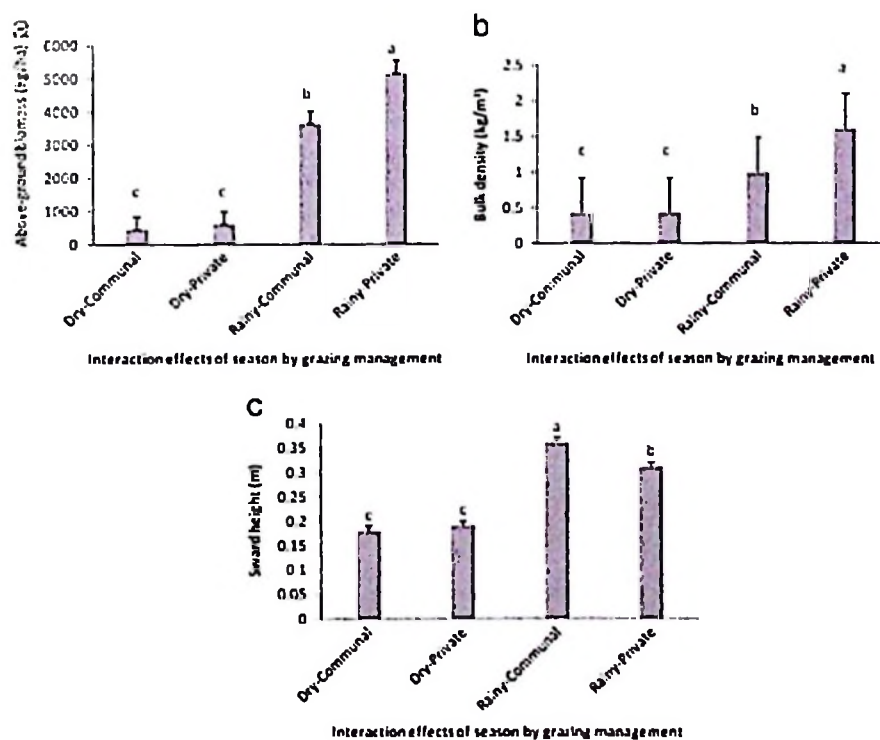 Above-ground biomass (kg/ha)
6000
5000
4000
3000
2000
1000
0
c
c
b
a
Dry-Communal
Dry-Private
Rainy-Communal
Rainy Private
Interaction effects of season by grazing management
b
Bulk density (kg/m³)
2.5
2
1.5
1
0.5
0
c
c
b
a
Dry-Communal
Dry-Private
Rainy-Communal
Rainy-Private
Interaction effects of season by grazing management
c
Sward height (m)
0.4
0.35
0.3
0.25
0.2
0.15
0.1
0.05
0
c
c
a
b
Dry-Communal
Dry-Private
Rainy-Communal
Rainy-Private
Interaction effects of season by grazing management